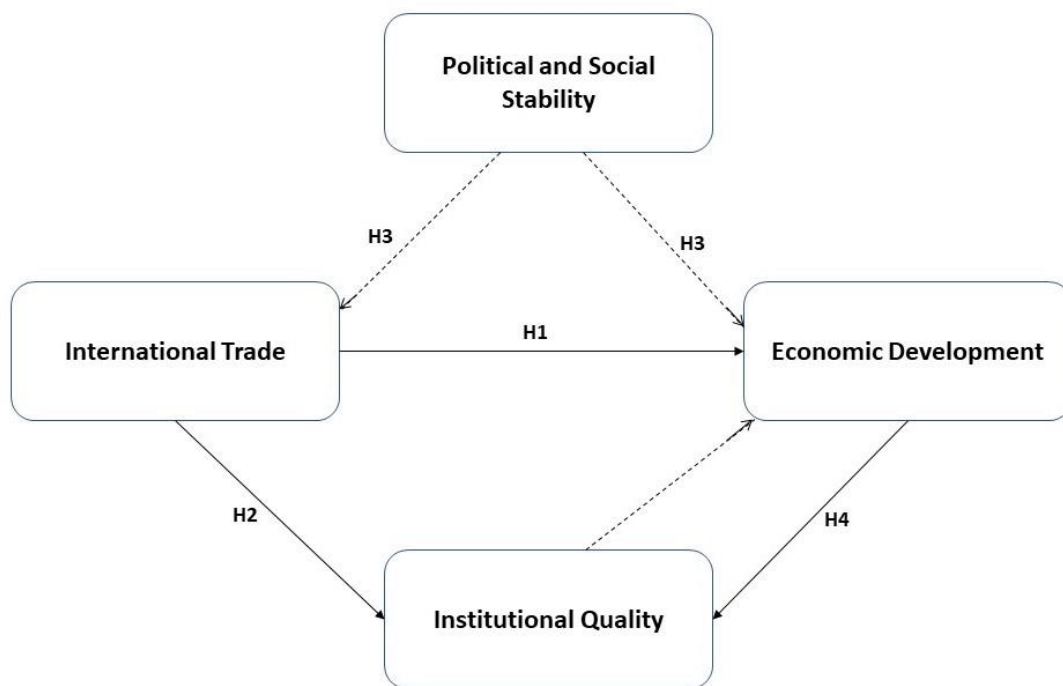 Political and Social
Stability
H3
H3
International Trade
H1
Economic Development
H2
H4
Institutional Quality